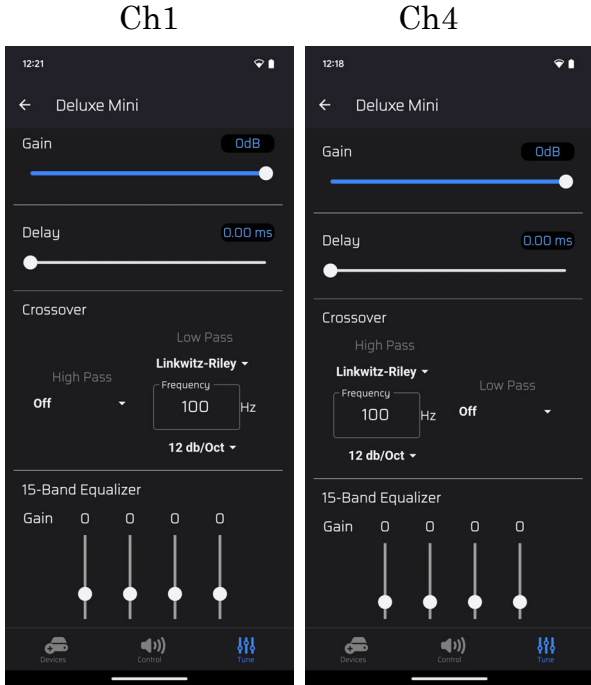 Ch1
12:21
Deluxe Mini
Gain 0dB
Delay 0.00 ms
Crossover
Low Pass
Linkwitz-Riley
High Pass
Frequency
Off 100 Hz
12 db/Oct
15-Band Equalizer
Gain 0 0 0 0
Devices Control Tune
Ch4
12:18
Deluxe Mini
Gain 0dB
Delay 0.00 ms
Crossover
High Pass
Linkwitz-Riley
Low Pass
Frequency
100 Hz Off
12 db/Oct
15-Band Equalizer
Gain 0 0 0 0
Devices Control Tune